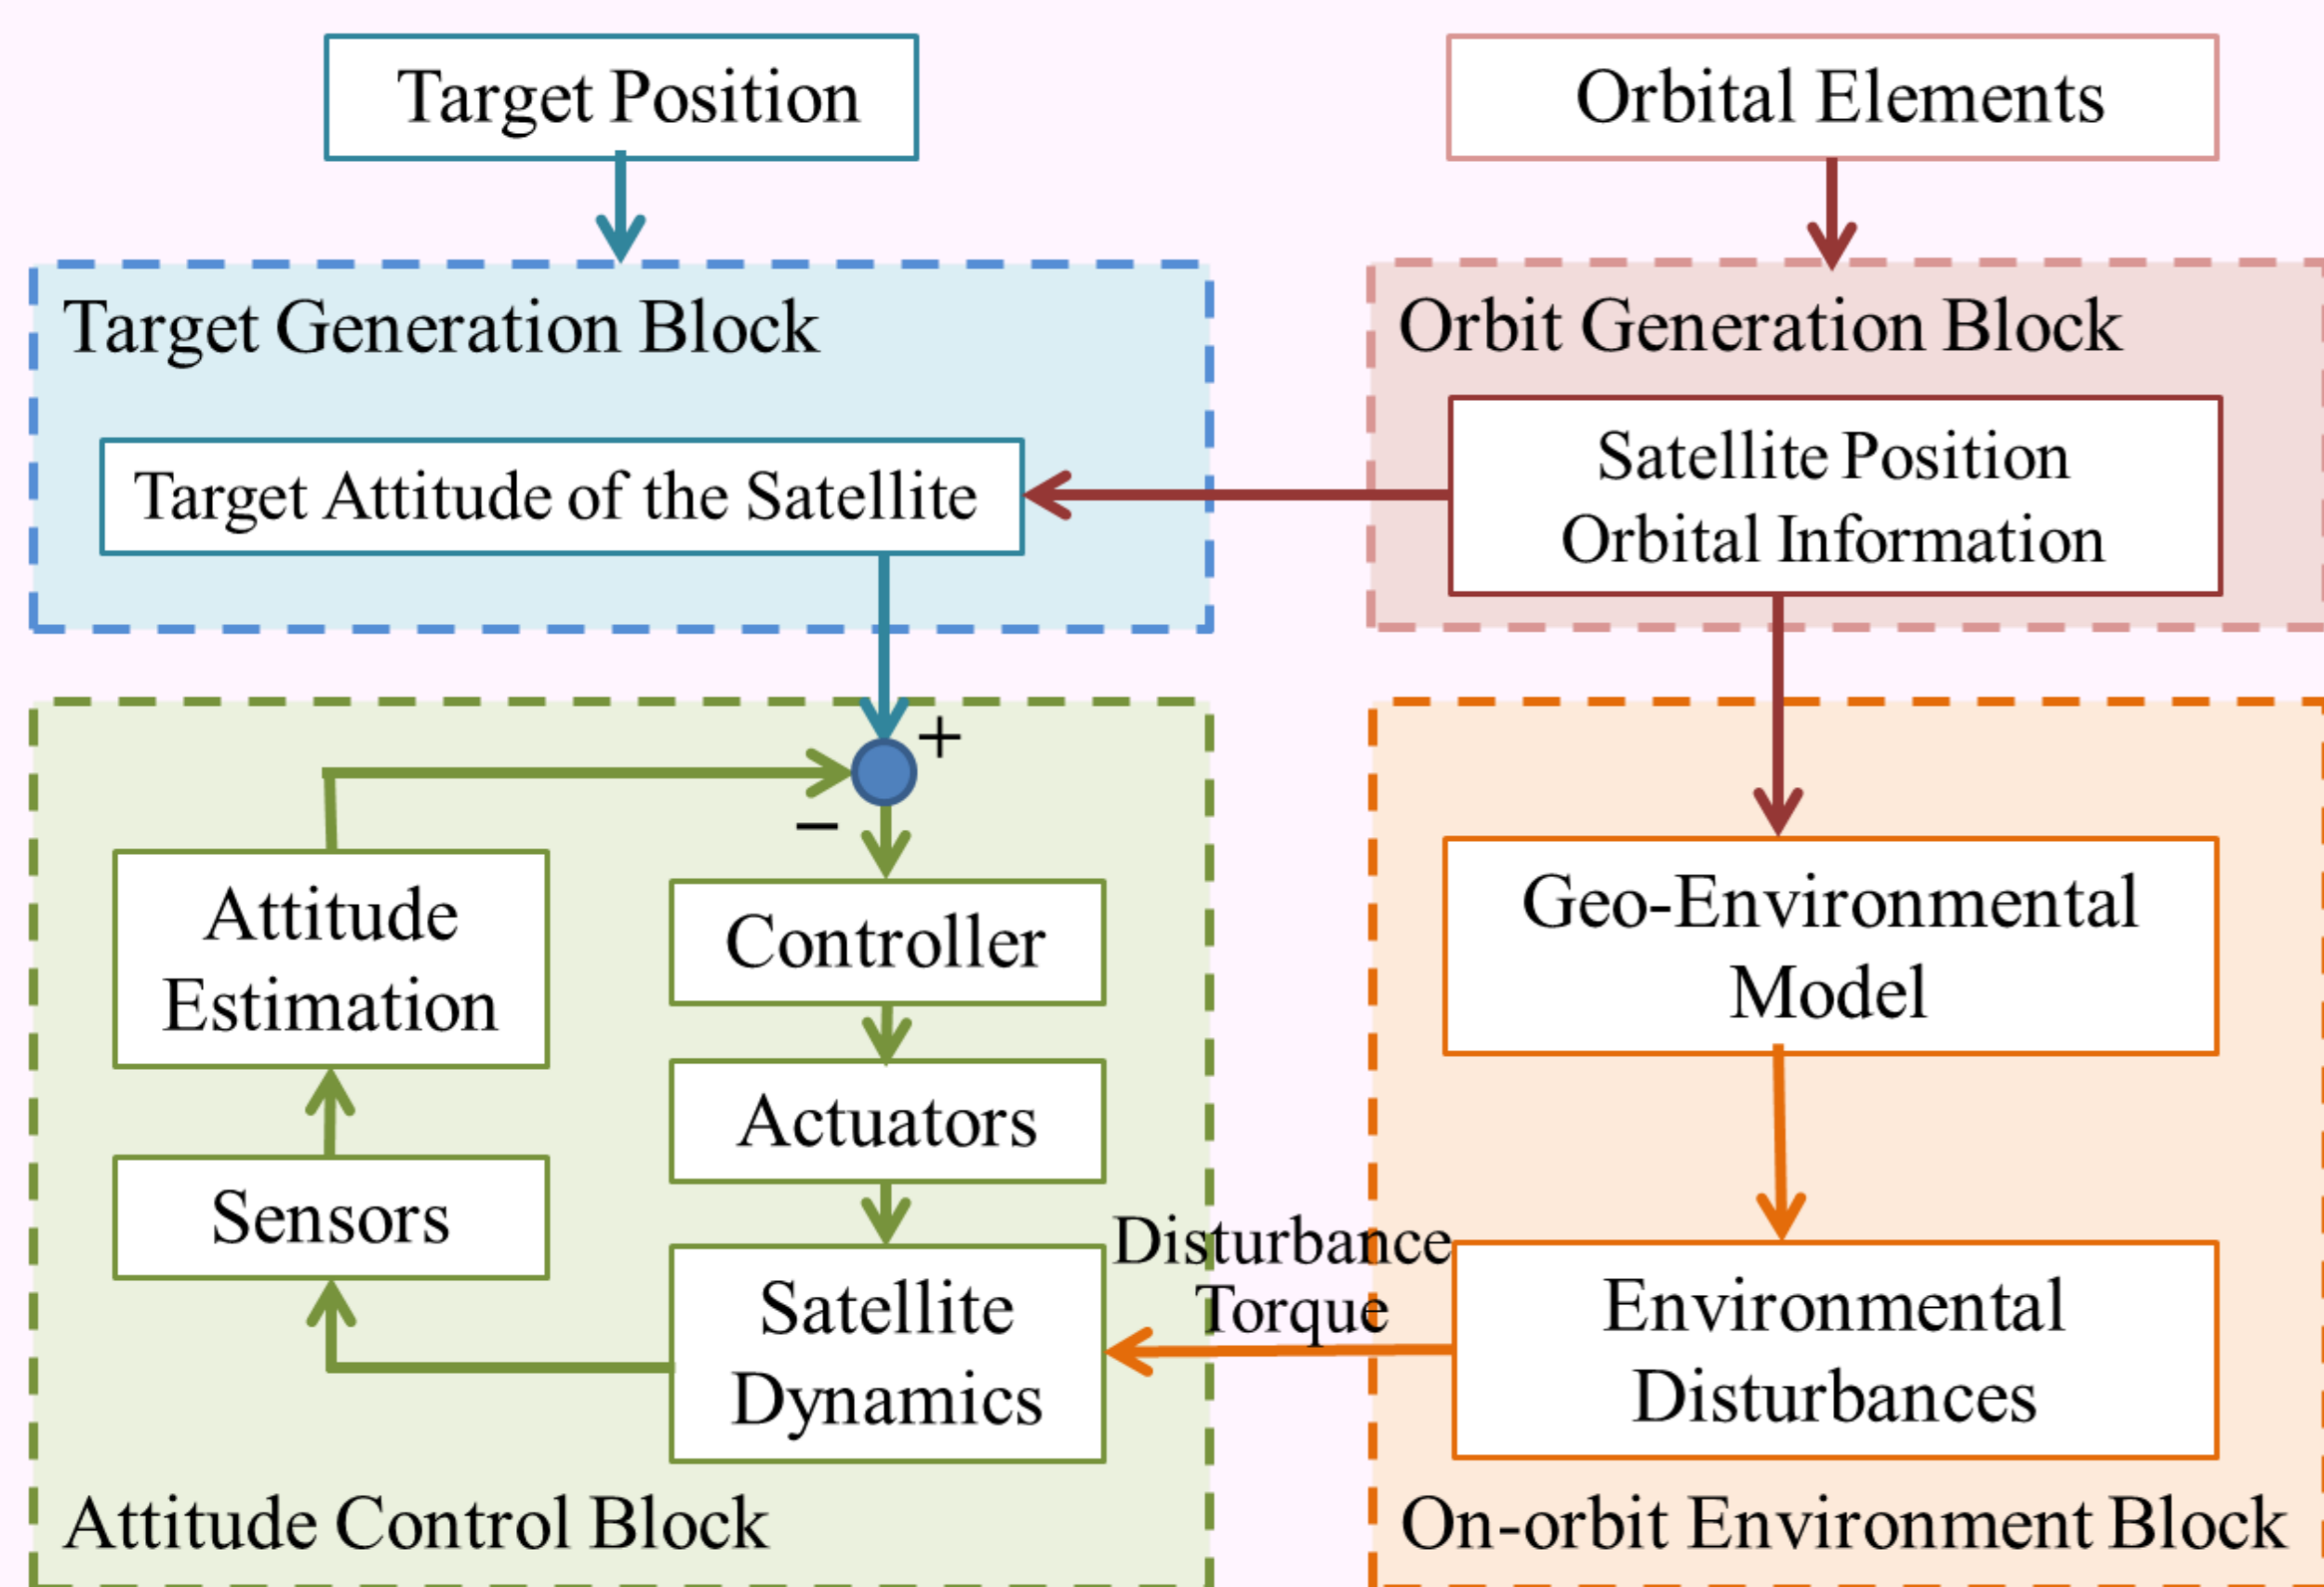 Target Position
Orbital Elements
Target Generation Block
Target Attitude of the Satellite
Orbit Generation Block
Satellite Position
Orbital Information
+
−
Attitude
Estimation
Sensors
Controller
Actuators
Satellite
Dynamics
Attitude Control Block
Disturbance
Torque
Geo-Environmental
Model
Environmental
Disturbances
On-orbit Environment Block